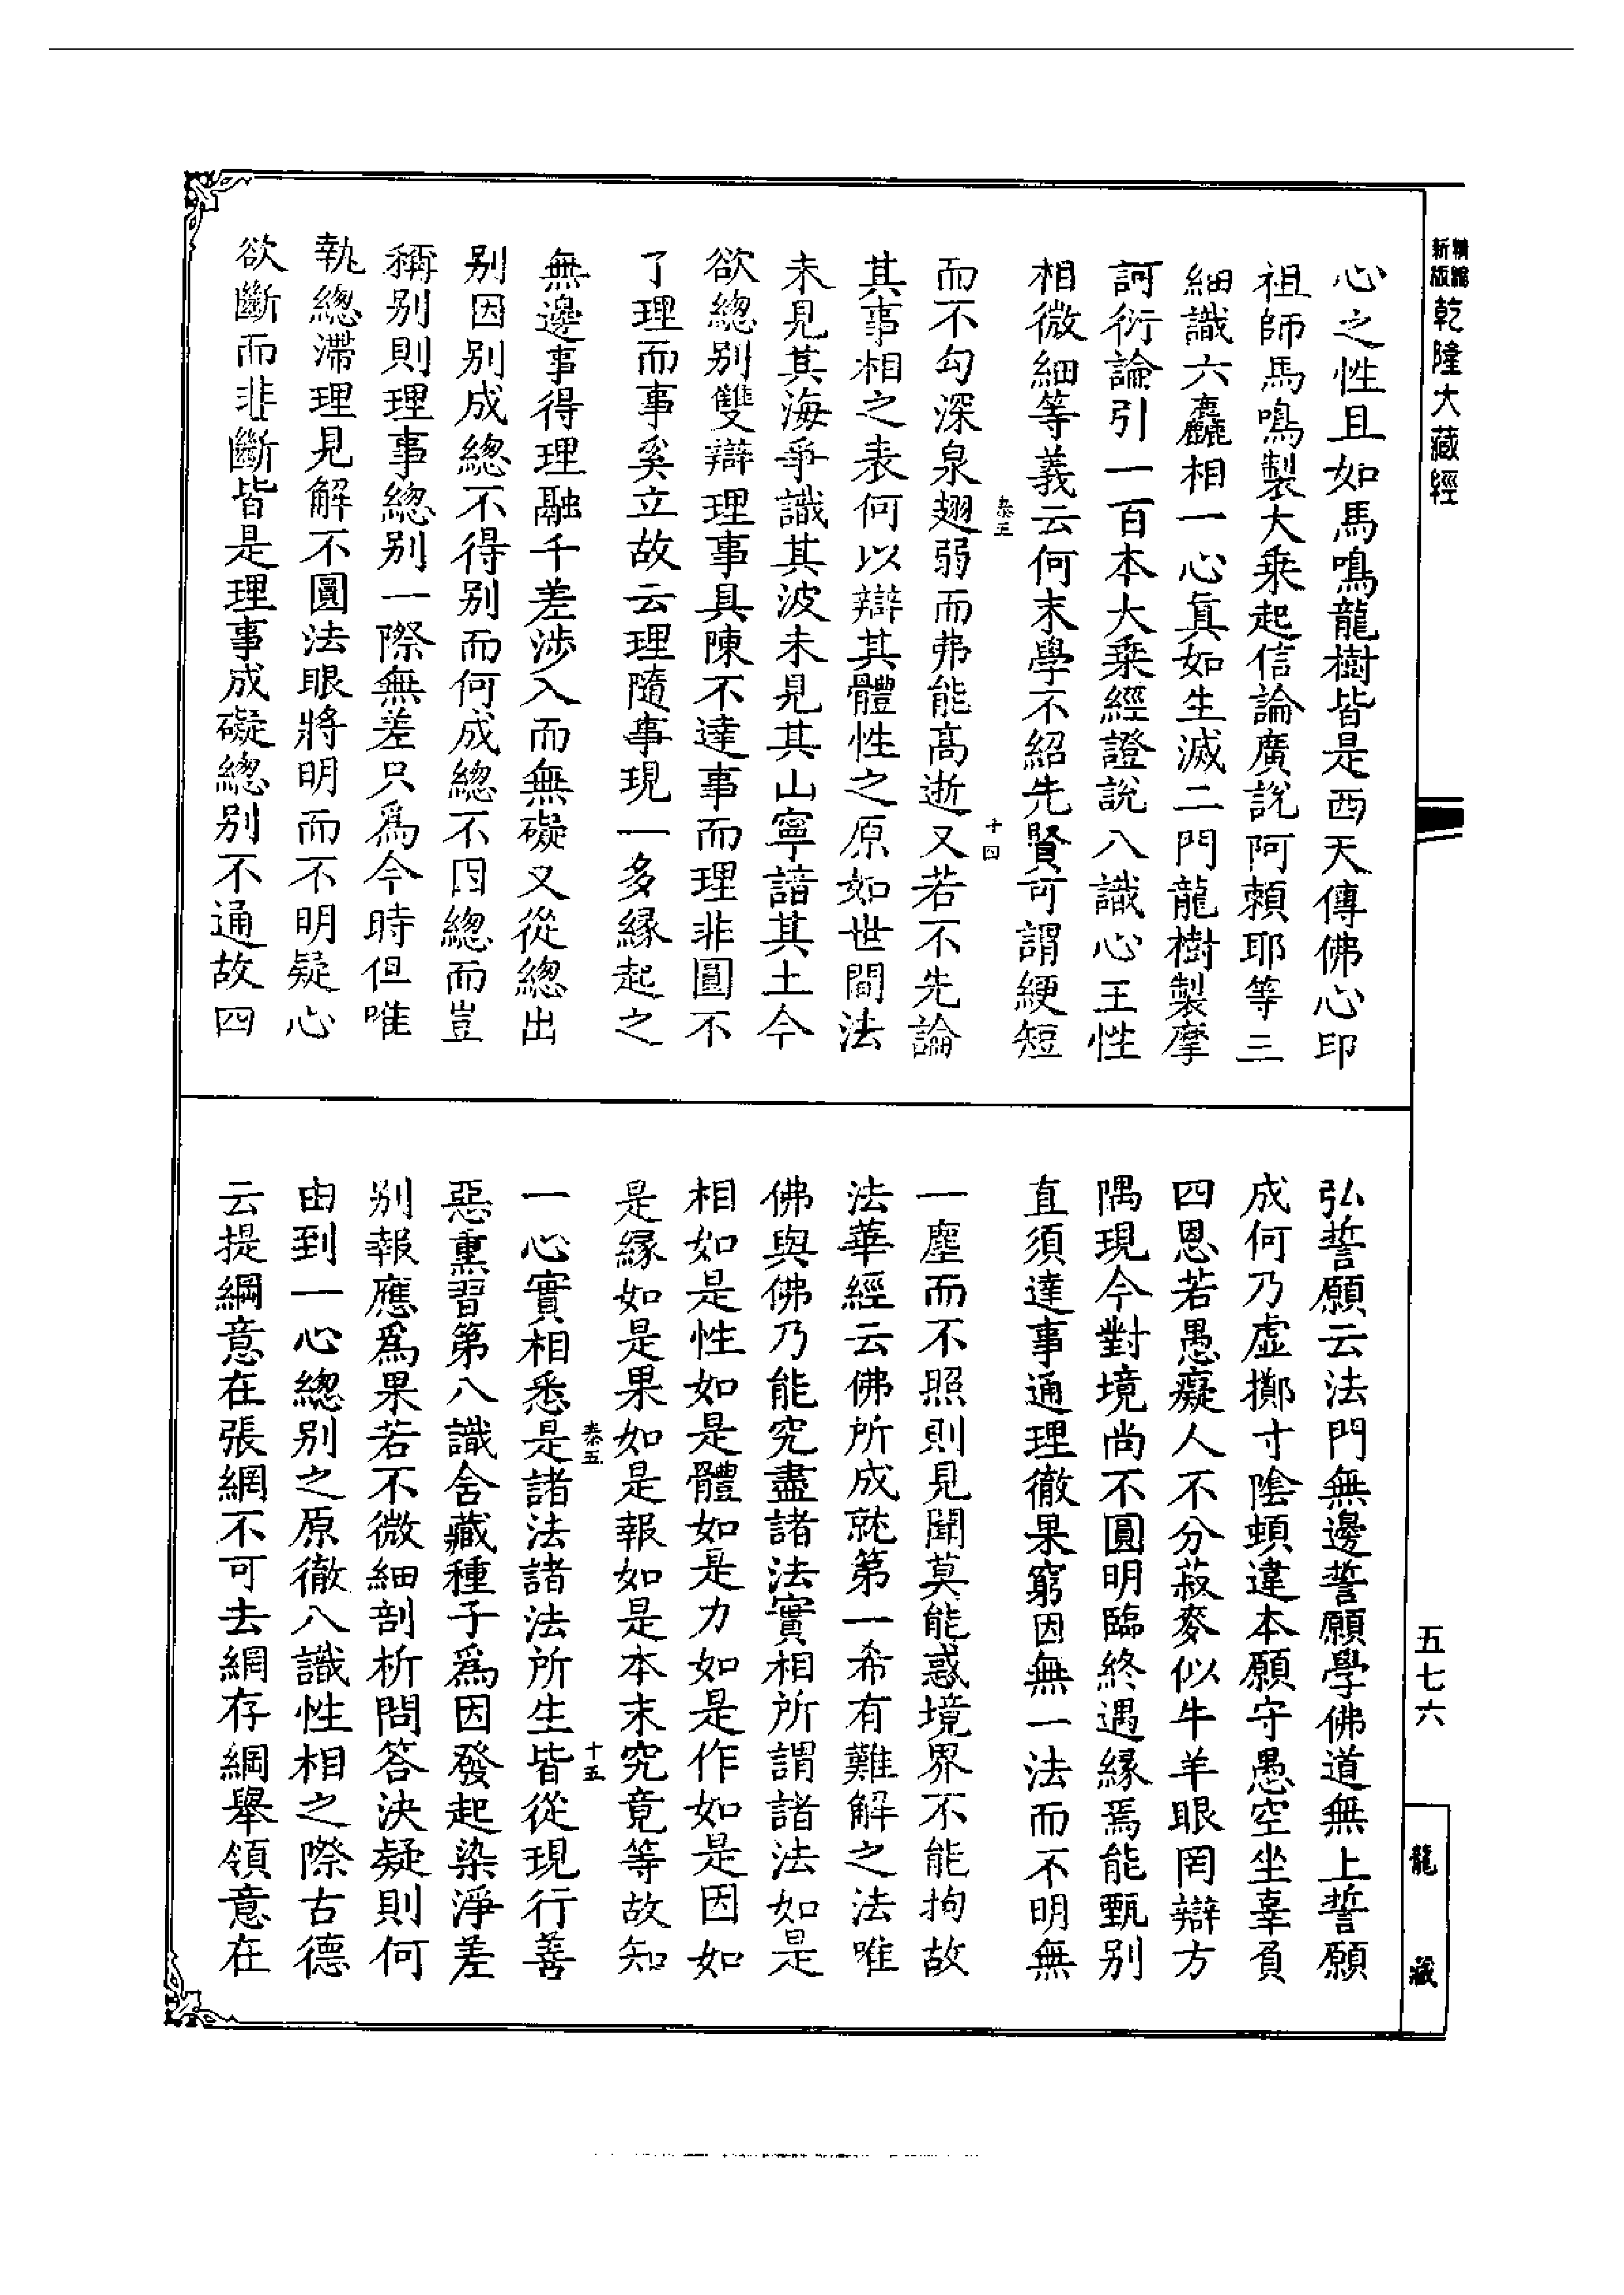 精縮
新版
乾隆大藏經
心之性且如馬鳴龍樹皆是西天傳佛心印
祖師馬鳴製大乘起信論廣說阿賴耶等三
細識六麤相一心眞如生滅二門龍樹製摩
訶衍論引一百本大乘經證說八識心王性
相微細等義云何末學不紹先賢可謂綆短
而不勾深泉翅弱而弗能高逝又若不先論
其事相之表何以辯其體性之原如世間法
未見其海爭識其波未見其山寧諳其土今
欲總别雙辯理事具陳不達事而理非圓不
了理而事奚立故云理隨事現一多緣起之
無邊事得理融千差涉入而無礙又從總出
别因别成總不得别而何成總不因總而豈
稱别則理事總别一際無差只爲今時但唯
執總滯理見解不圓法眼將明而不明疑心
欲斷而非斷皆是理事成礙總别不通故四
十四
弘誓願云法門無邊誓願學佛道無上誓願
成何乃虛擲寸陰頓違本願守愚空坐辜負
四恩若愚癡人不分菽麥似牛羊眼罔辯方
隅現今對境尚不圓明臨終遇緣焉能甄别
直須達事通理徹果窮因無一法而不明無
一塵而不照則見聞莫能惑境界不能拘故
法華經云佛所成就第一希有難解之法唯
佛與佛乃能究盡諸法實相所謂諸法如是
相如是性如是體如是力如是作如是因如
是緣如是果如是報如是本末究竟等故知
一心實相悉是諸法諸法所生皆從現行善
惡熏習第八識含藏種子爲因發起染淨差
别報應爲果若不微細剖析問答決疑則何
由到一心總别之原徹八識性相之際古德
云提綱意在張網不可去網存綱舉領意在
十五
五七六
龍藏